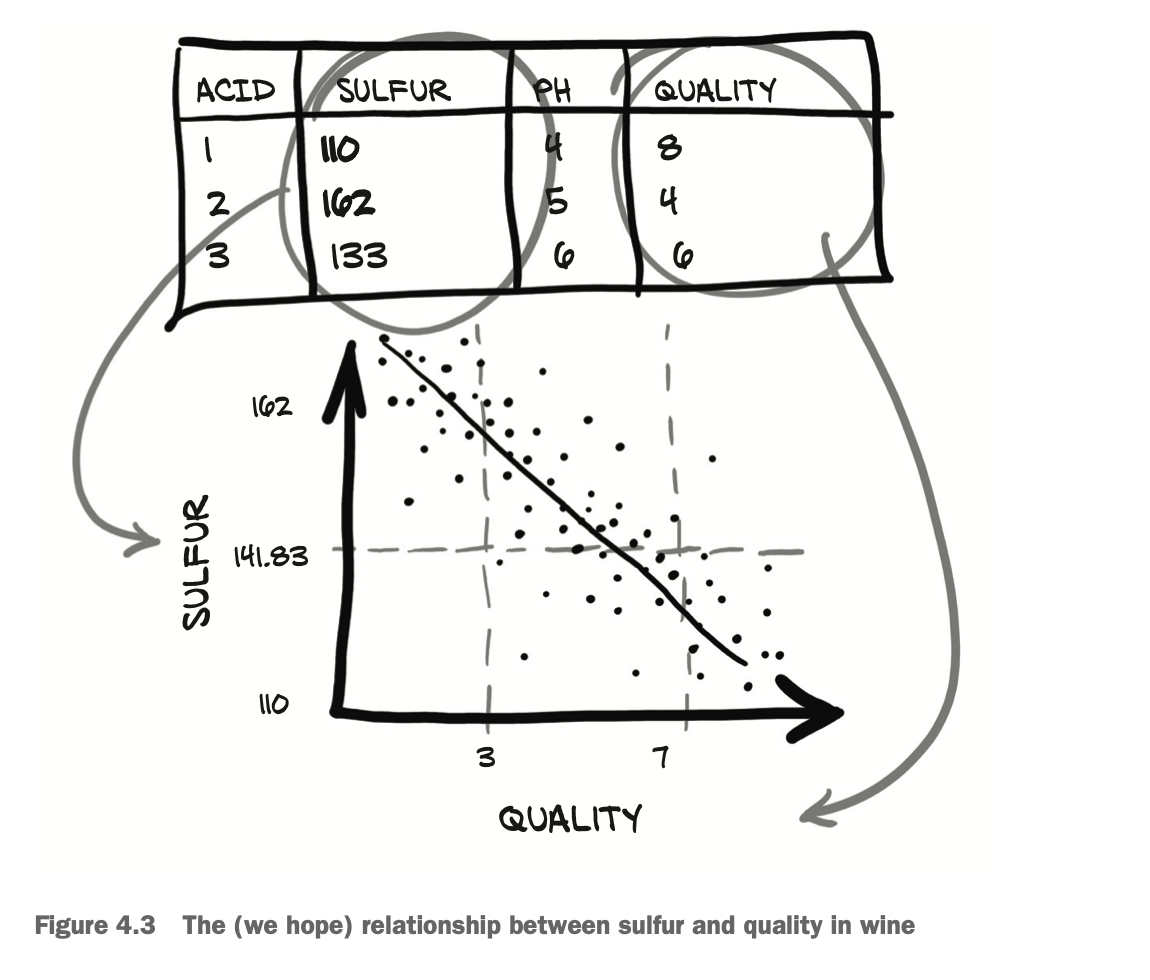 ACID SULFUR PH QUALITY
1 110 4 8
2 162 5 4
3 133 6 6
162
SULFUR
141.83
110
3 7
QUALITY
Figure 4.3 The (we hope) relationship between sulfur and quality in wine